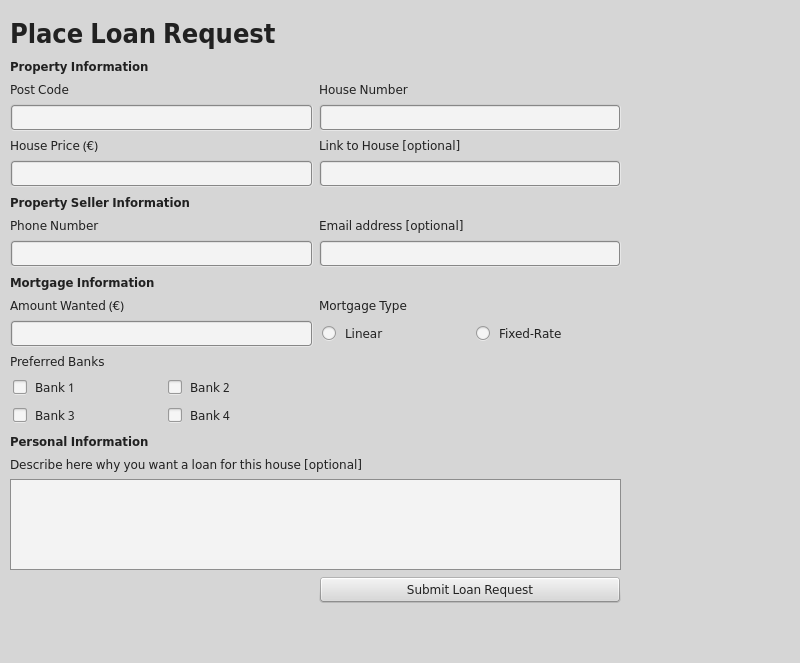 Place Loan Request
Property Information
Post Code House Number
House Price (€) Link to House [optional]
Property Seller Information
Phone Number Email address [optional]
Mortgage Information
Amount Wanted (€) Mortgage Type
Linear Fixed-Rate
Preferred Banks
Bank 1 Bank 2
Bank 3 Bank 4
Personal Information
Describe here why you want a loan for this house [optional]
Submit Loan Request